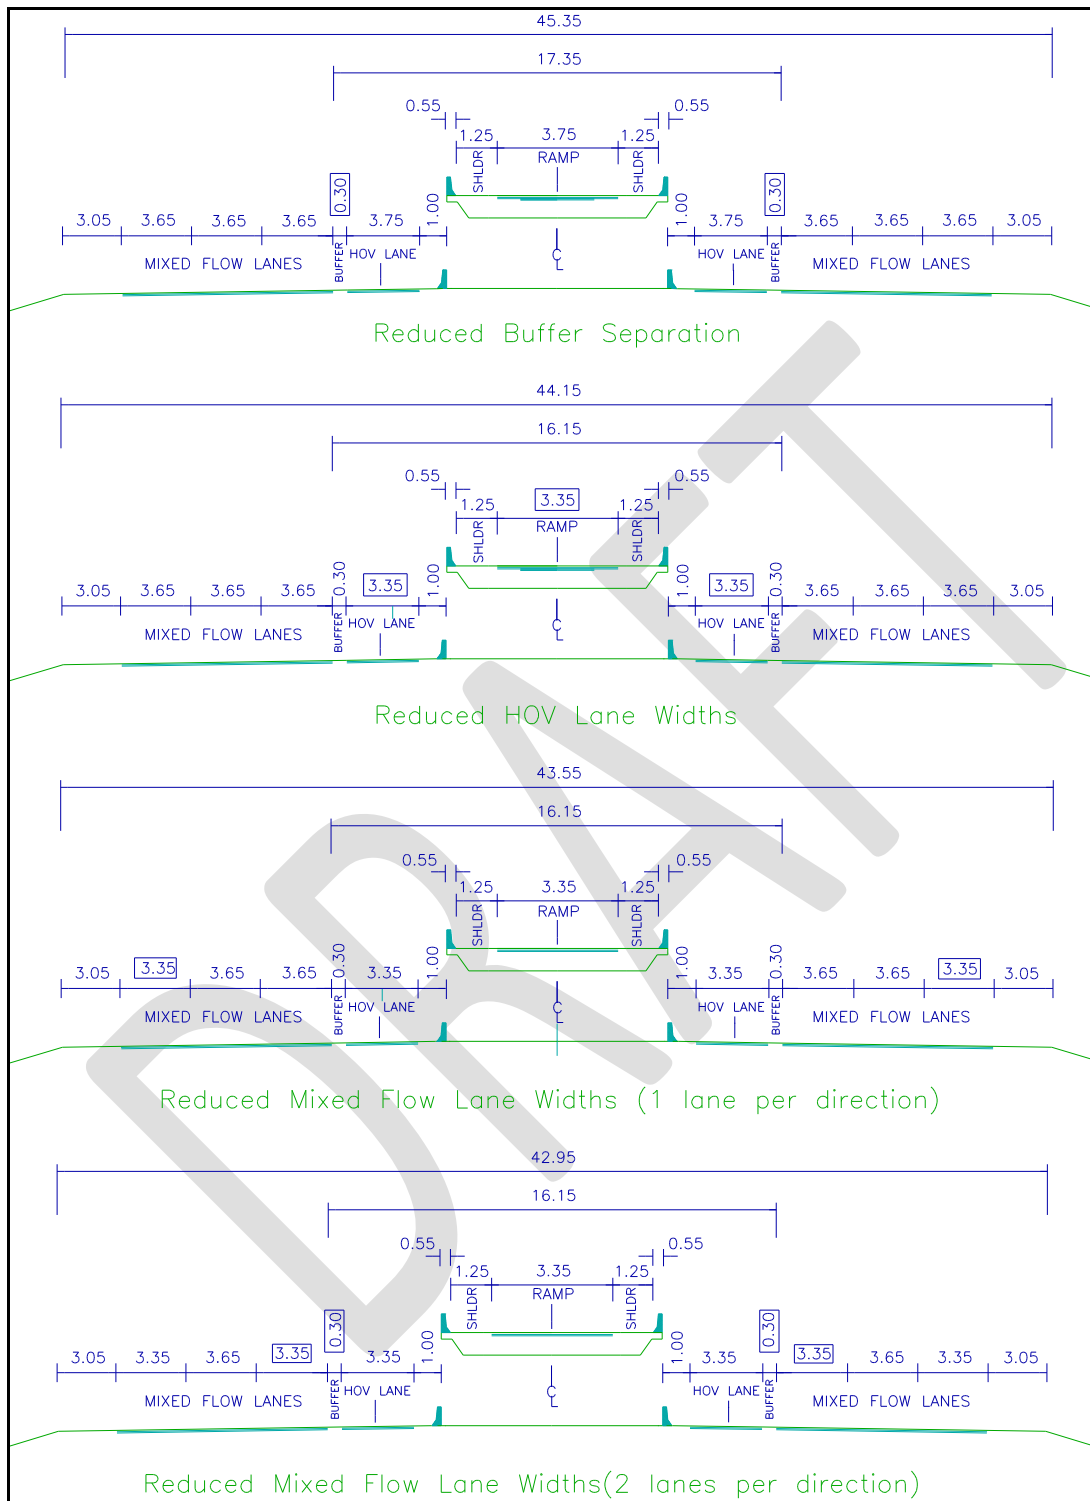 45.35
17.35
0.55 0.55
1.25 3.75 1.25
SHLDR RAMP SHLDR
3.05 3.65 3.65 3.65 0.30 3.75 1.00 1.00 3.75 0.30 3.65 3.65 3.65 3.05
MIXED FLOW LANES BUFFER HOV LANE CL HOV LANE BUFFER MIXED FLOW LANES
Reduced Buffer Separation
44.15
16.15
0.55 0.55
1.25 3.35 1.25
SHLDR RAMP SHLDR
3.05 3.65 3.65 3.65 0.30 3.35 1.00 1.00 3.35 0.30 3.65 3.65 3.65 3.05
MIXED FLOW LANES BUFFER HOV LANE CL HOV LANE BUFFER MIXED FLOW LANES
Reduced HOV Lane Widths
43.55
16.15
0.55 0.55
1.25 3.35 1.25
SHLDR RAMP SHLDR
3.05 3.35 3.65 3.65 0.30 3.35 1.00 1.00 3.35 0.30 3.65 3.65 3.35 3.05
MIXED FLOW LANES BUFFER HOV LANE CL HOV LANE BUFFER MIXED FLOW LANES
Reduced Mixed Flow Lane Widths (1 lane per direction)
42.95
16.15
0.55 0.55
1.25 3.35 1.25
SHLDR RAMP SHLDR
3.05 3.35 3.65 3.35 0.30 3.35 1.00 1.00 3.35 0.30 3.35 3.65 3.35 3.05
MIXED FLOW LANES BUFFER HOV LANE CL HOV LANE BUFFER MIXED FLOW LANES
Reduced Mixed Flow Lane Widths(2 lanes per direction)
DRAFT